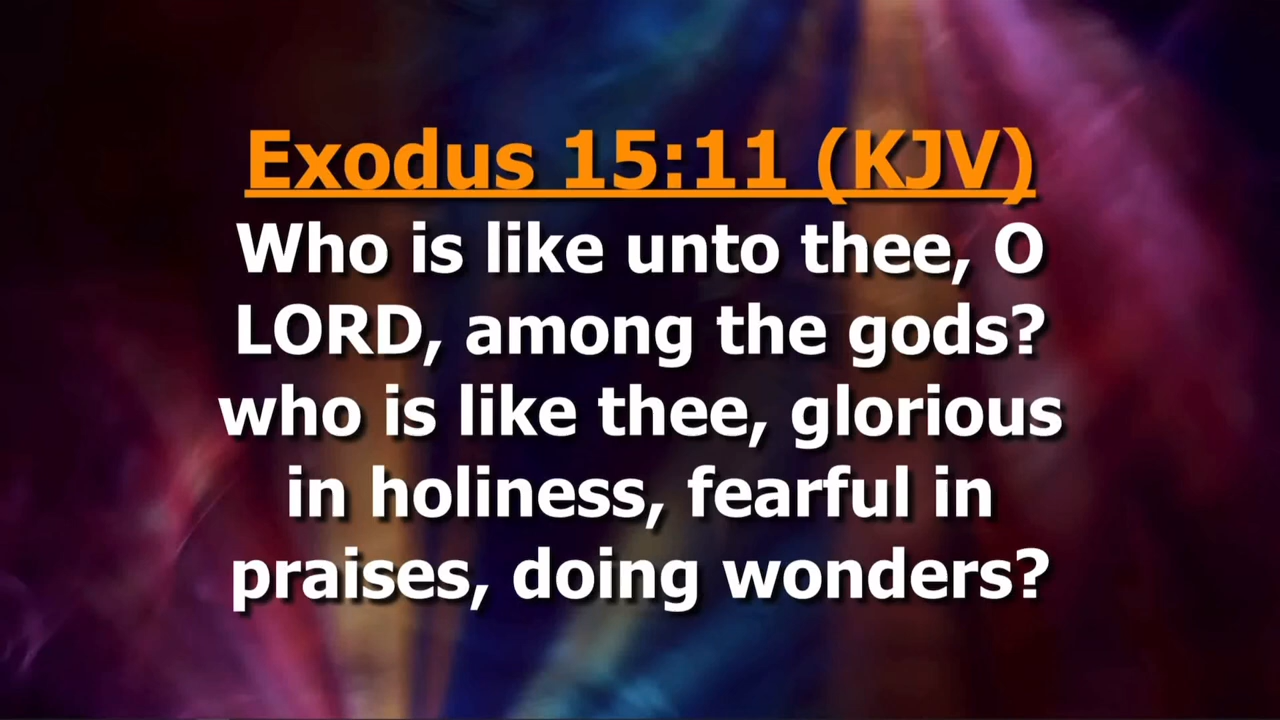 Exodus 15:11 (KJV)
Who is like unto thee, O
LORD, among the gods?
who is like thee, glorious
in holiness, fearful in
praises, doing wonders?